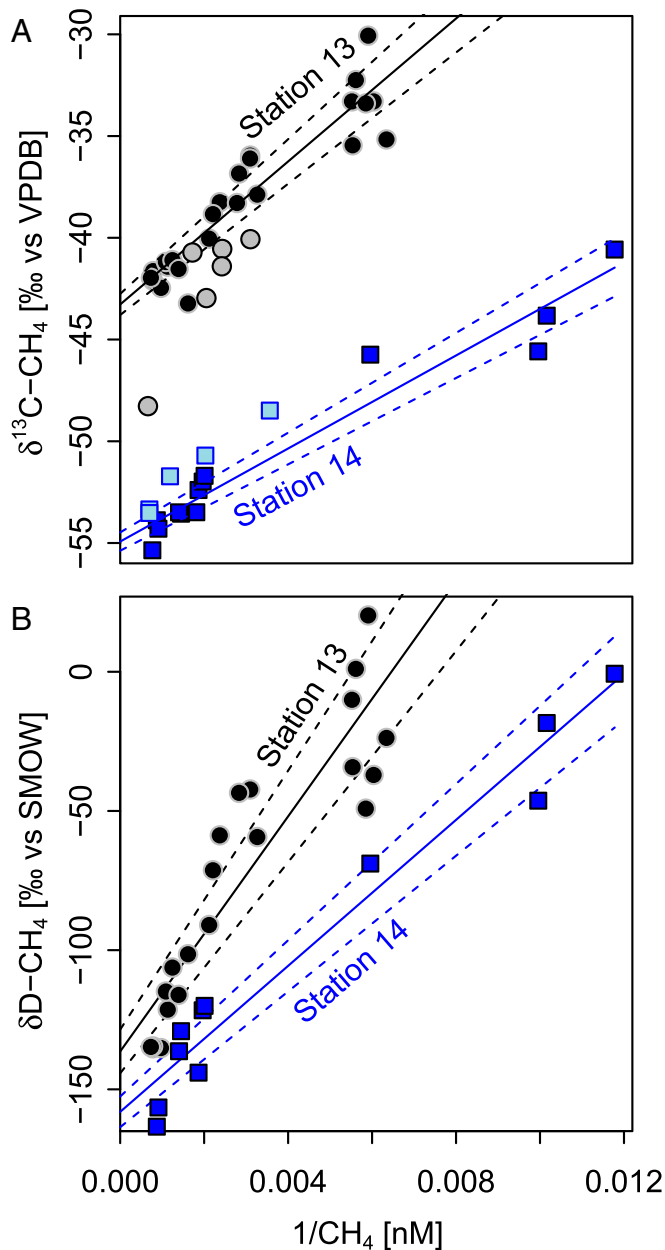 A
−30
−35
−40
−45
−50
−55
δ¹³C−CH₄ [‰ vs VPDB]
Station 13
Station 14
B
0
−50
−100
−150
δD−CH₄ [‰ vs SMOW]
Station 13
Station 14
0.000 0.004 0.008 0.012
1/CH₄ [nM]